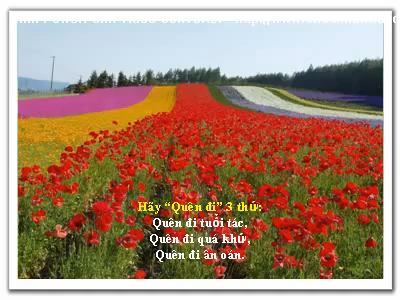 Hãy “Quên đi” 3 thứ:
Quên đi tuổi tác,
Quên đi quá khứ,
Quên đi ân oán.